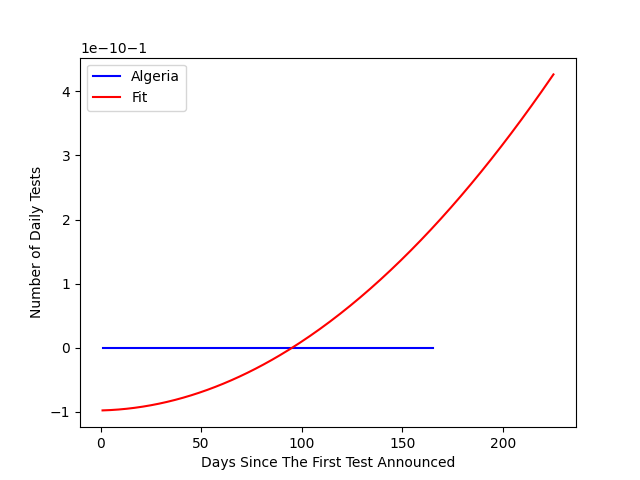 1e−10−1
Algeria
Fit
4
3
2
1
0
−1
Number of Daily Tests
0 50 100 150 200
Days Since The First Test Announced